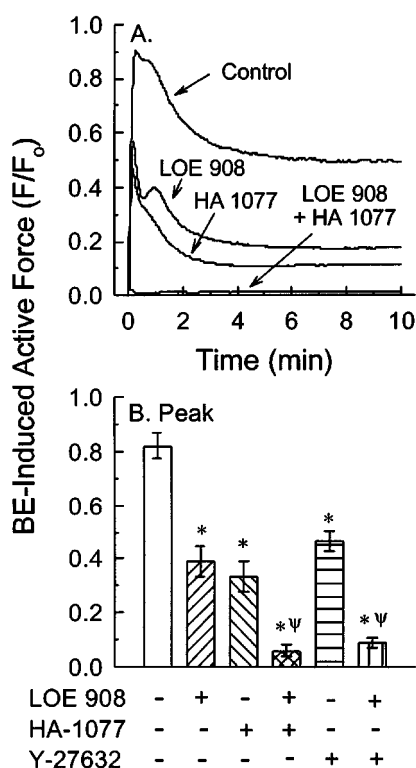 BE-Induced Active Force (F/Fo)
1.0 A.
Control
0.8
0.6
LOE 908
LOE 908
0.4
HA 1077
+ HA 1077
0.2
0.0
0 2 4 6 8 10
Time (min)
B. Peak
0.8
0.6
0.4
0.2
0.0
* * *ψ * *ψ
LOE 908 - + - + - +
HA-1077 - - + + - -
Y-27632 - - - - + +